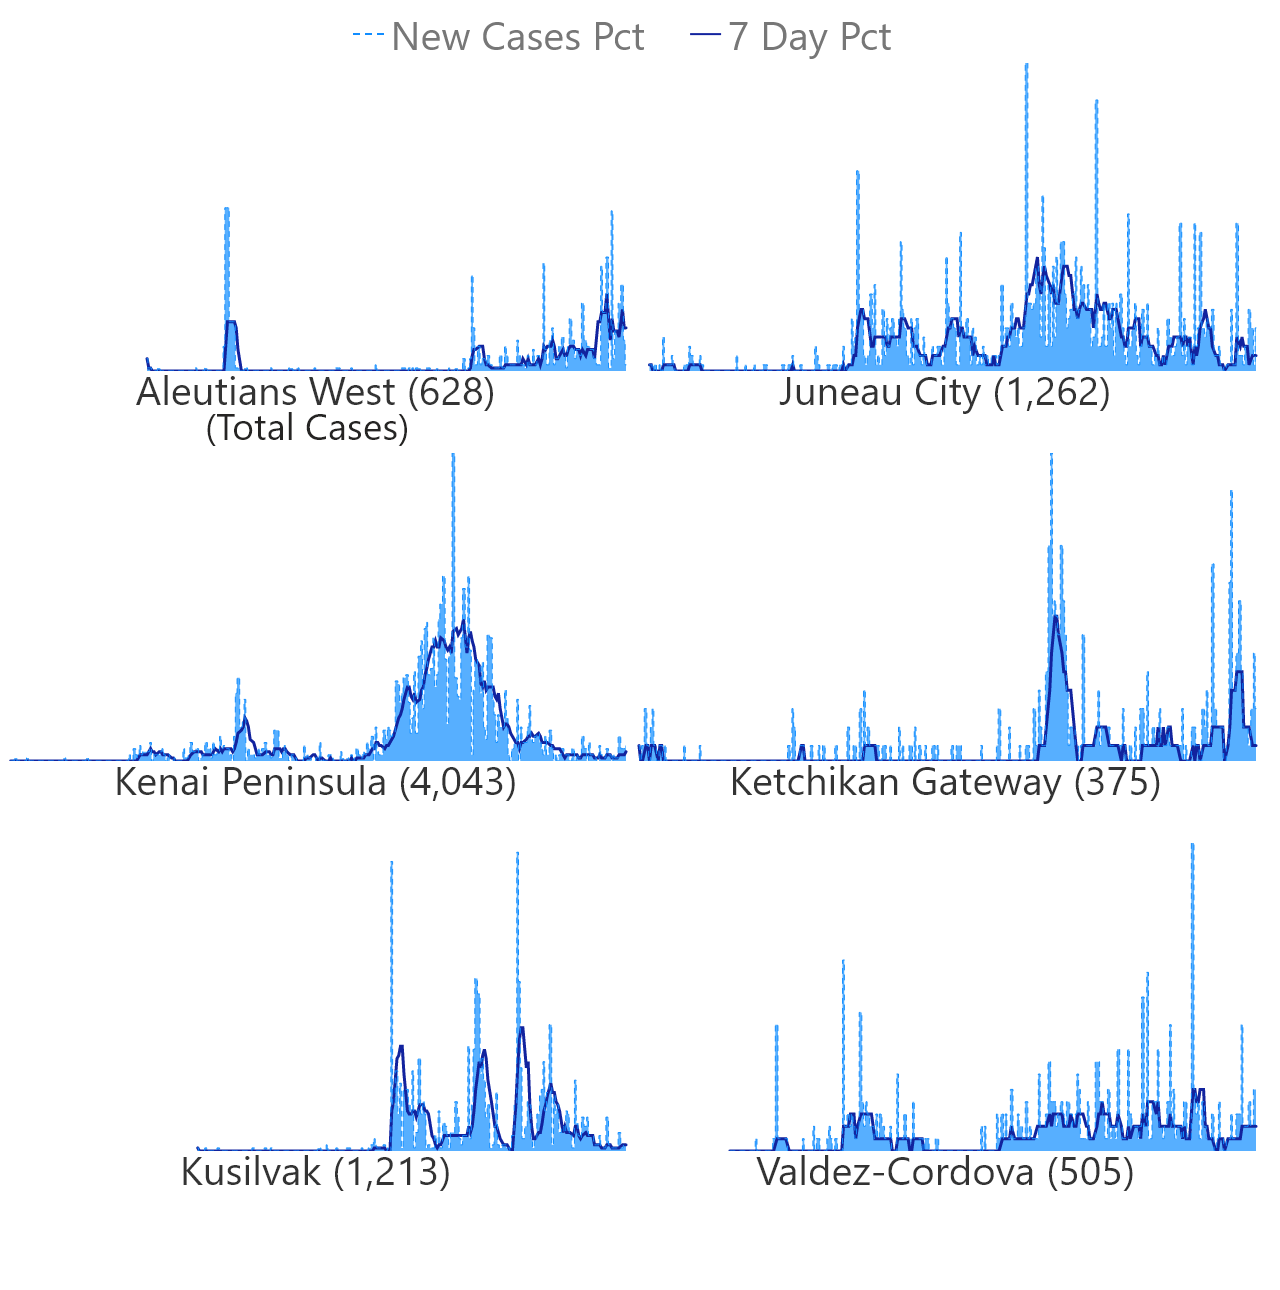 New Cases Pct 7 Day Pct
Aleutians West (628)
(Total Cases)
Juneau City (1,262)
Kenai Peninsula (4,043)
Ketchikan Gateway (375)
Kusilvak (1,213)
Valdez-Cordova (505)